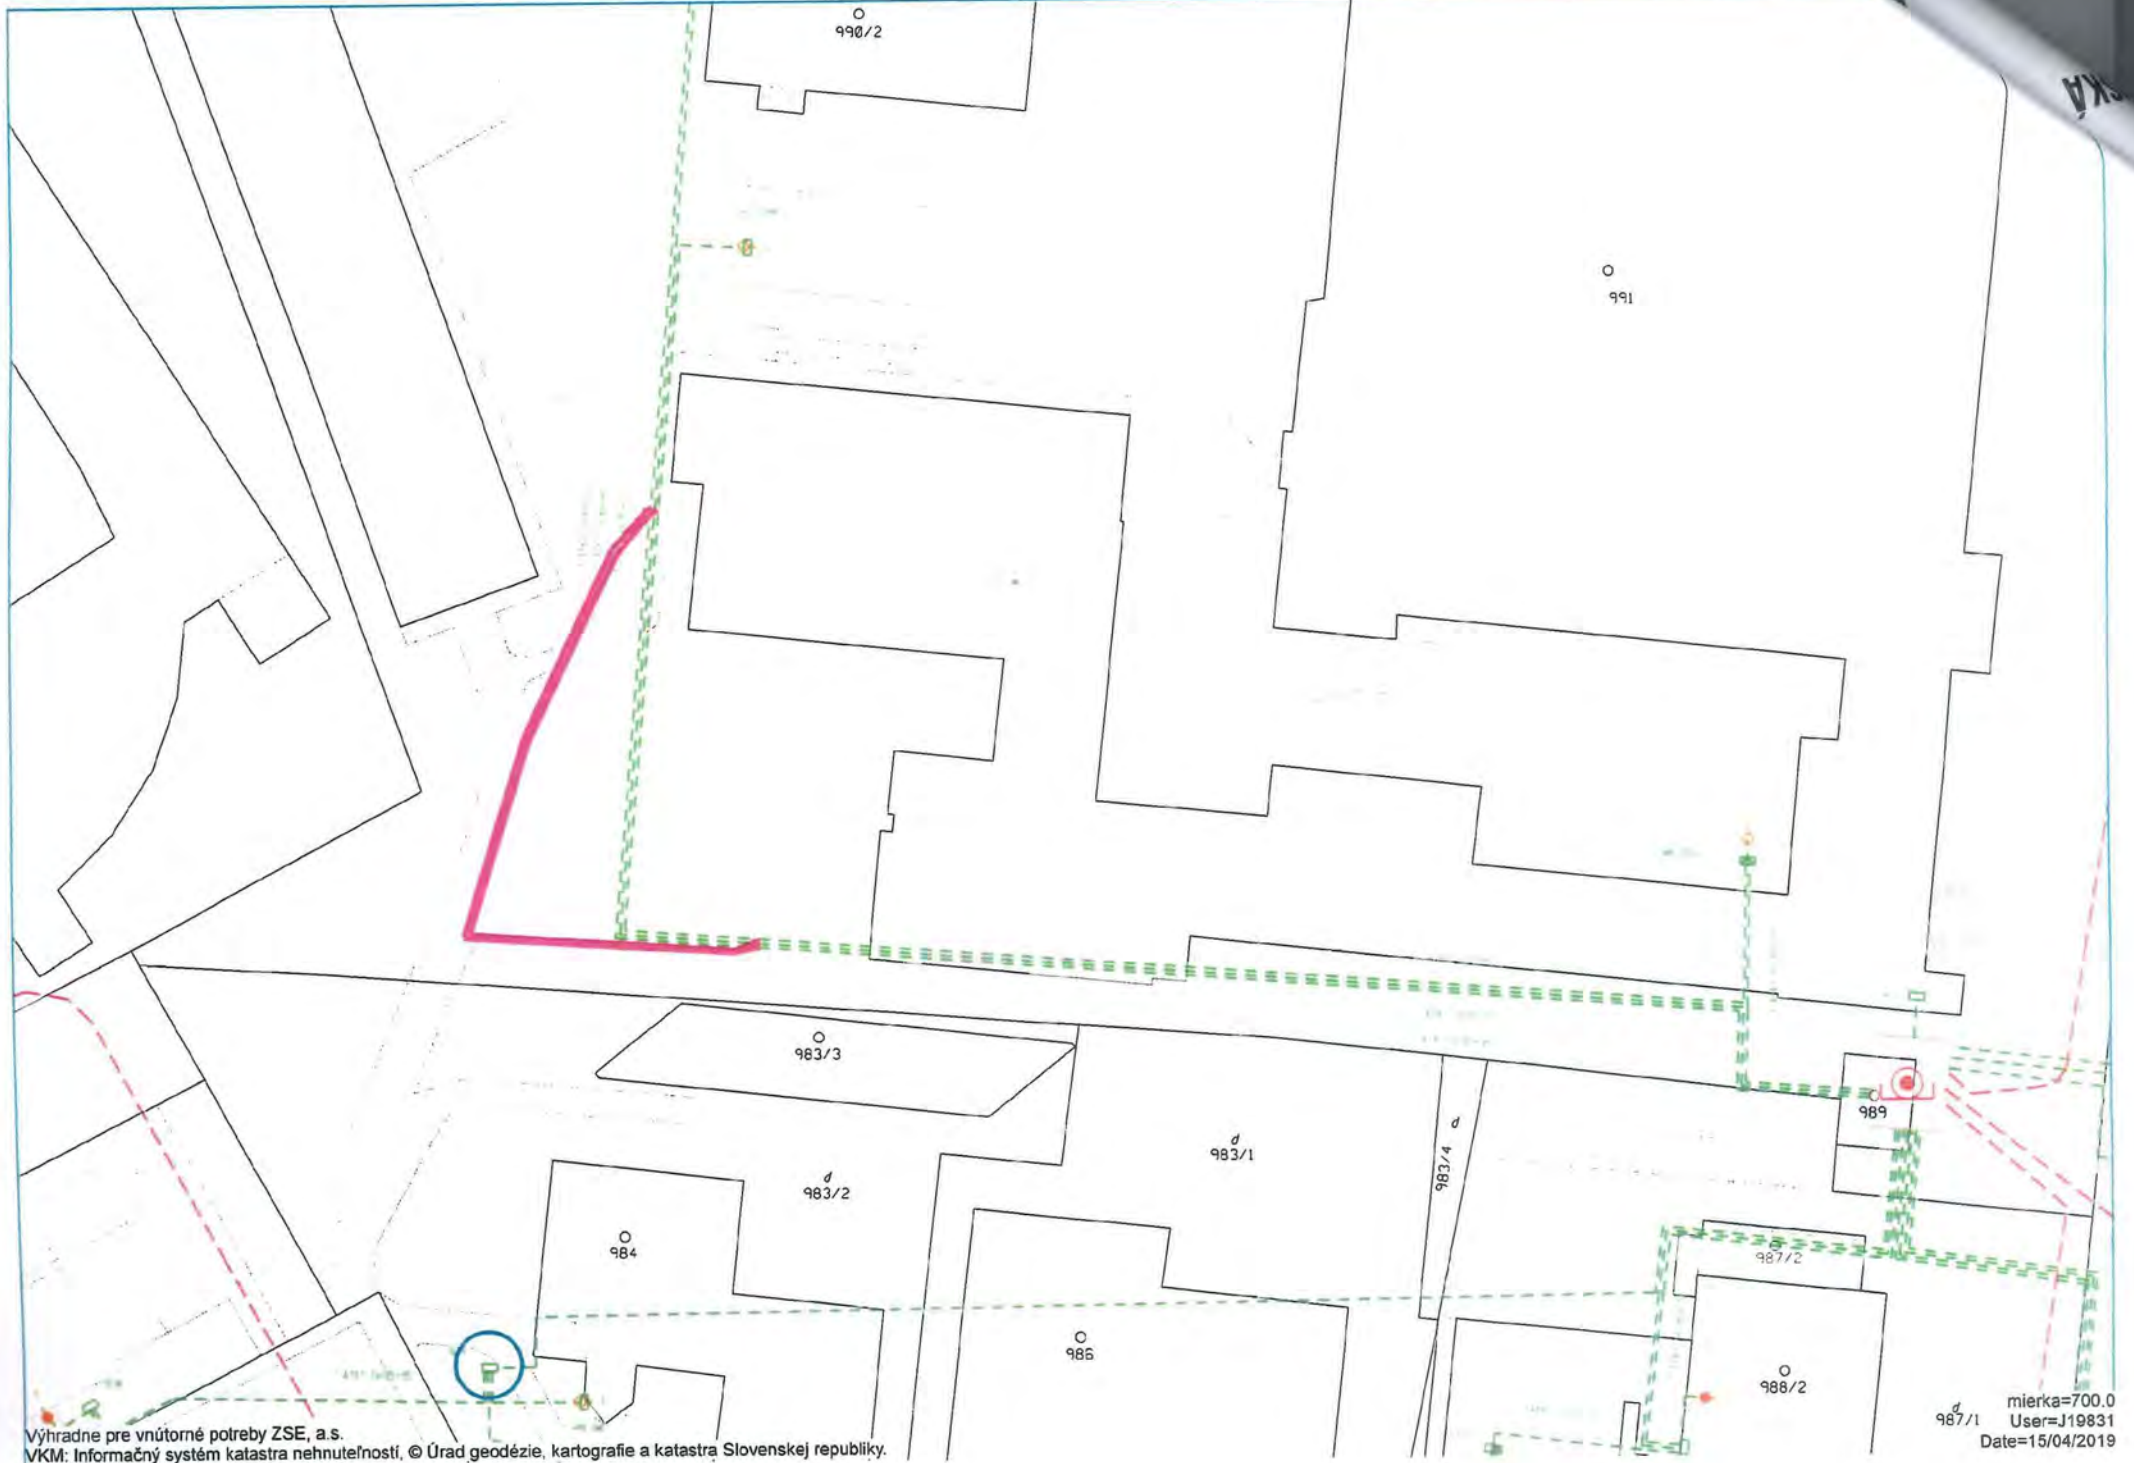 990/2
991
983/3
989
983/1
983/4
983/2
984
987/2
986
988/2
987/1
mierka=700.0
User=J19831
Date=15/04/2019
Výhradne pre vnútorné potreby ZSE, a.s.
VKM: Informačný systém katastra nehnuteľností, © Úrad geodézie, kartografie a katastra Slovenskej republiky.